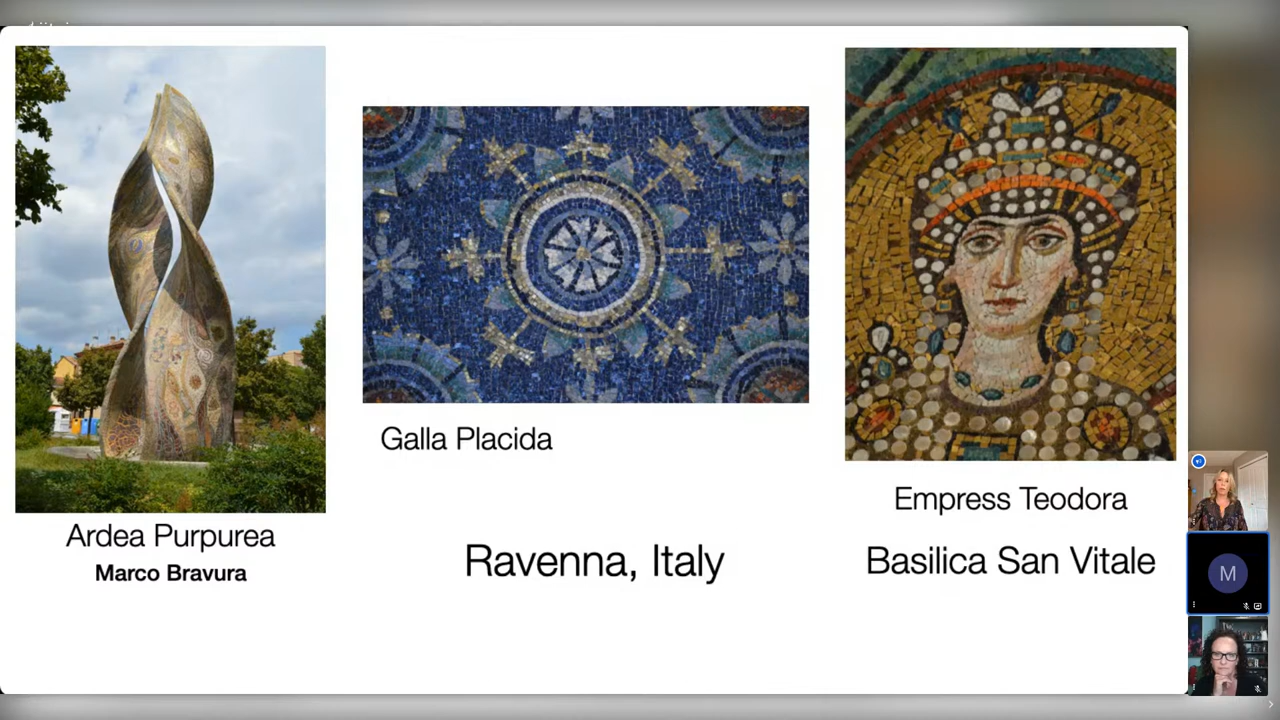 Ardea Purpurea
Marco Bravura
Galla Placida
Ravenna, Italy
Empress Teodora
Basilica San Vitale
M